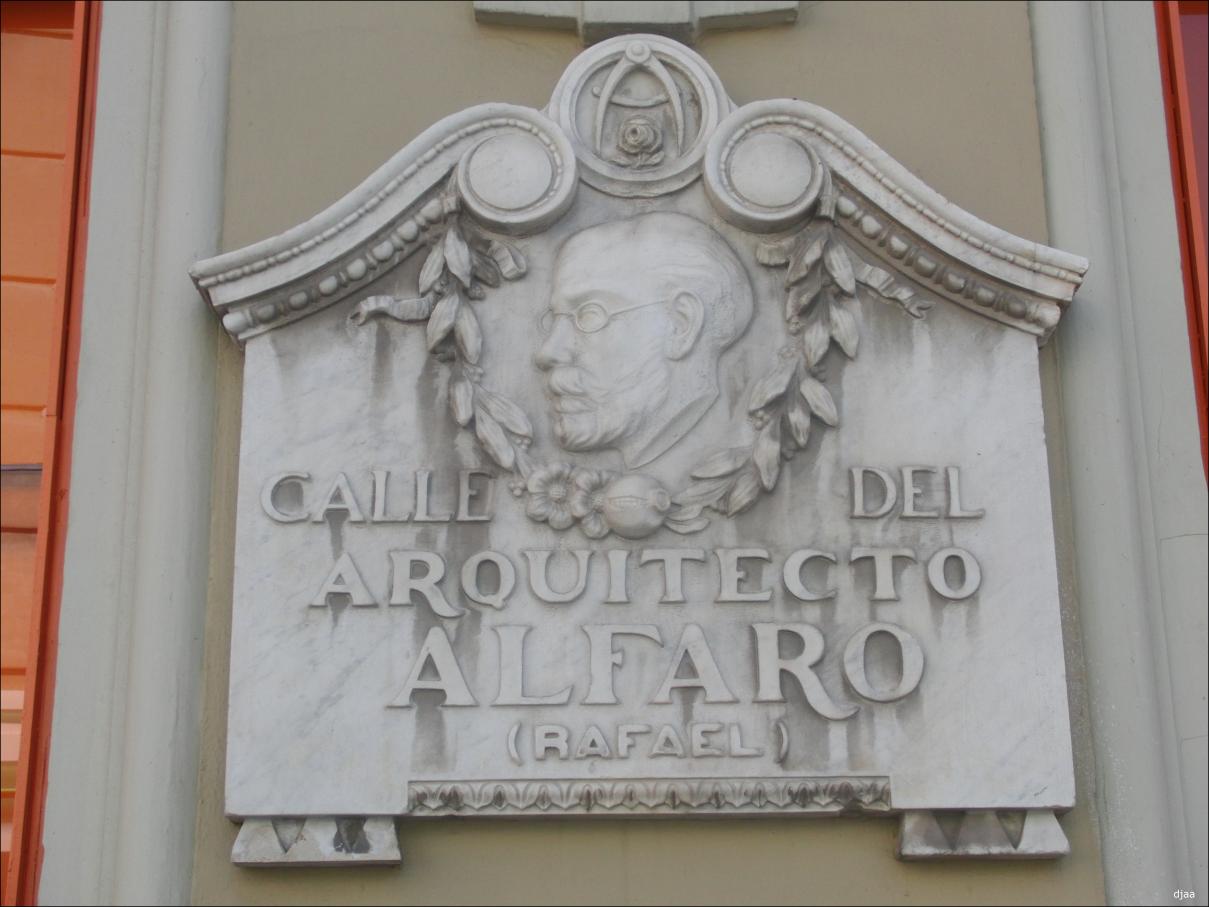 CALLE DEL
ARQUITECTO
ALFARO
(RAFAEL)
djaa